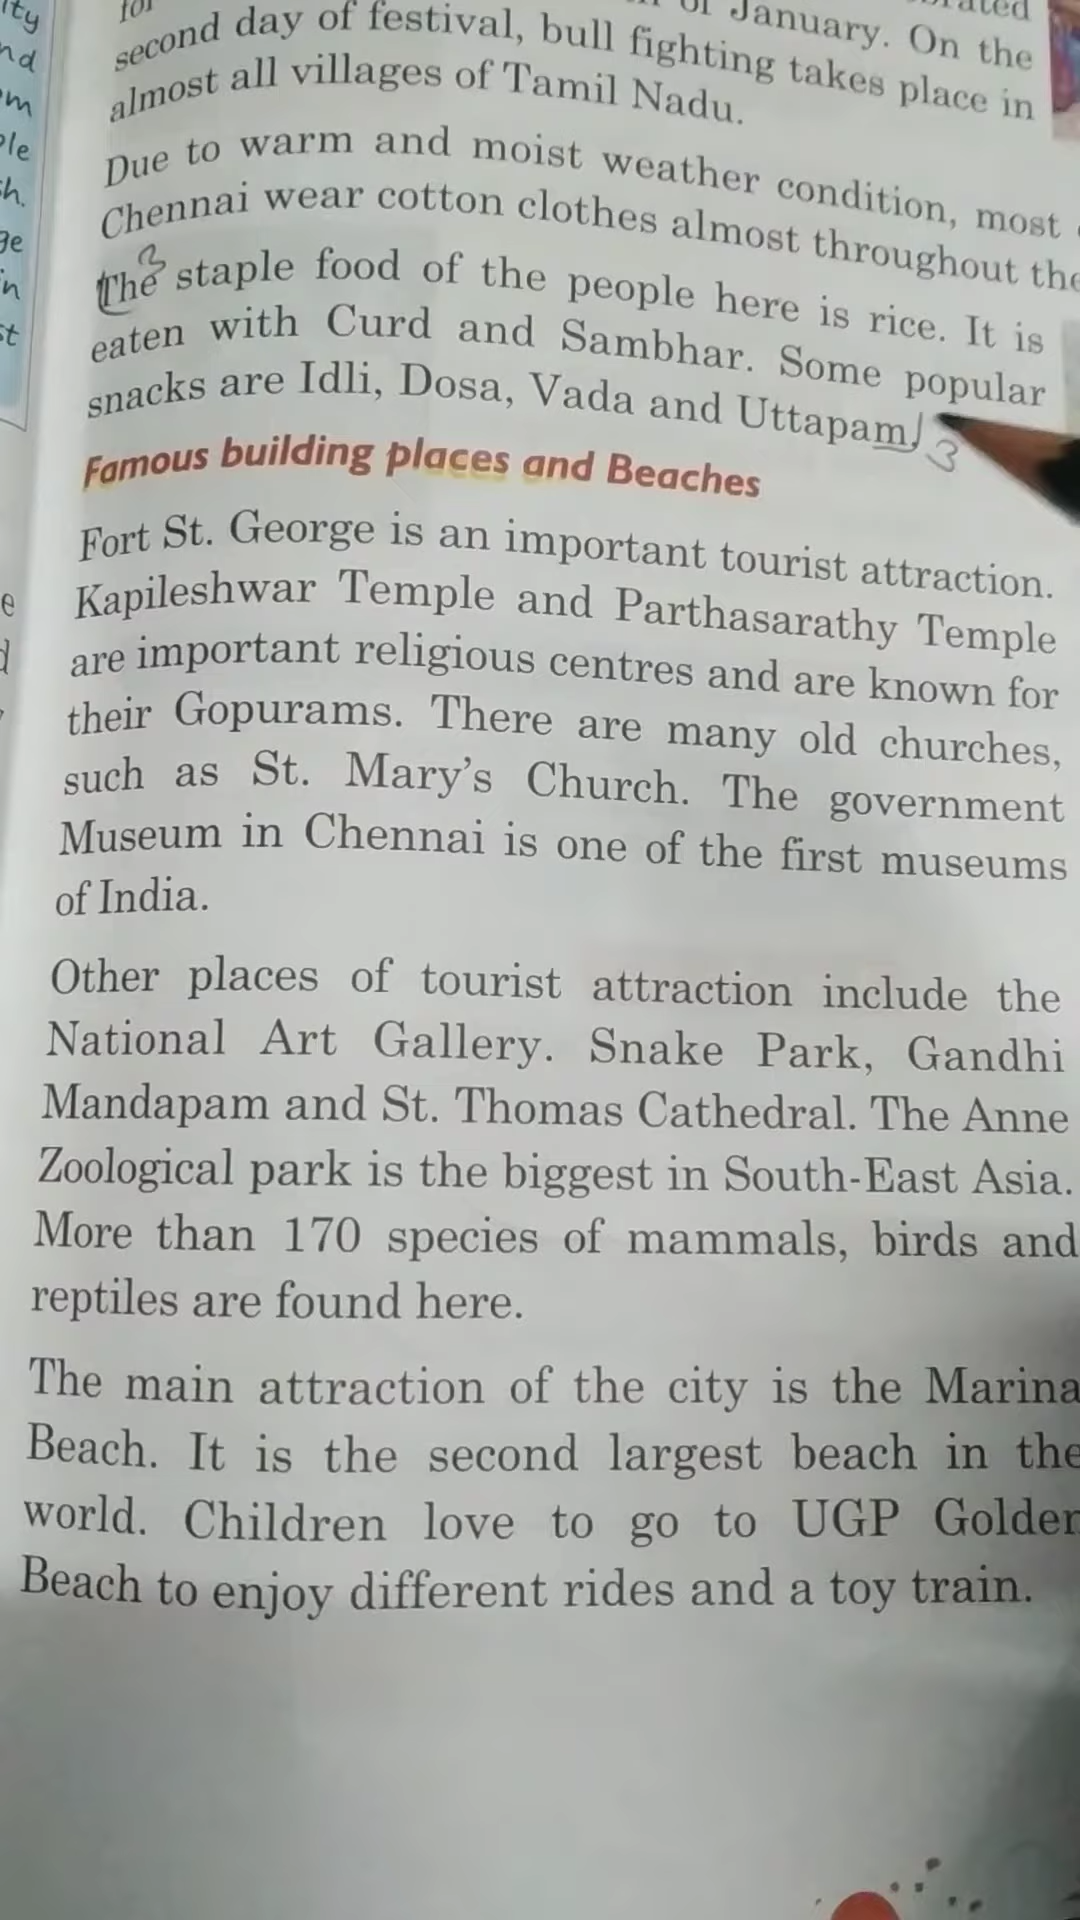 ity
nd
om
ple
sh.
ge
in
st
e
d
January. On the
second day of festival, bull fighting takes place in
almost all villages of Tamil Nadu.
Due to warm and moist weather condition, most
Chennai wear cotton clothes almost throughout the
The staple food of the people here is rice. It is
eaten with Curd and Sambhar. Some popular
snacks are Idli, Dosa, Vada and Uttapam
3
Famous building places and Beaches
Fort St. George is an important tourist attraction.
Kapileshwar Temple and Parthasarathy Temple
are important religious centres and are known for
their Gopurams. There are many old churches,
such as St. Mary's Church. The government
Museum in Chennai is one of the first museums
of India.
Other places of tourist attraction include the
National Art Gallery. Snake Park, Gandhi
Mandapam and St. Thomas Cathedral. The Anne
Zoological park is the biggest in South-East Asia.
More than 170 species of mammals, birds and
reptiles are found here.
The main attraction of the city is the Marina
Beach. It is the second largest beach in the
world. Children love to go to UGP Golden
Beach to enjoy different rides and a toy train.